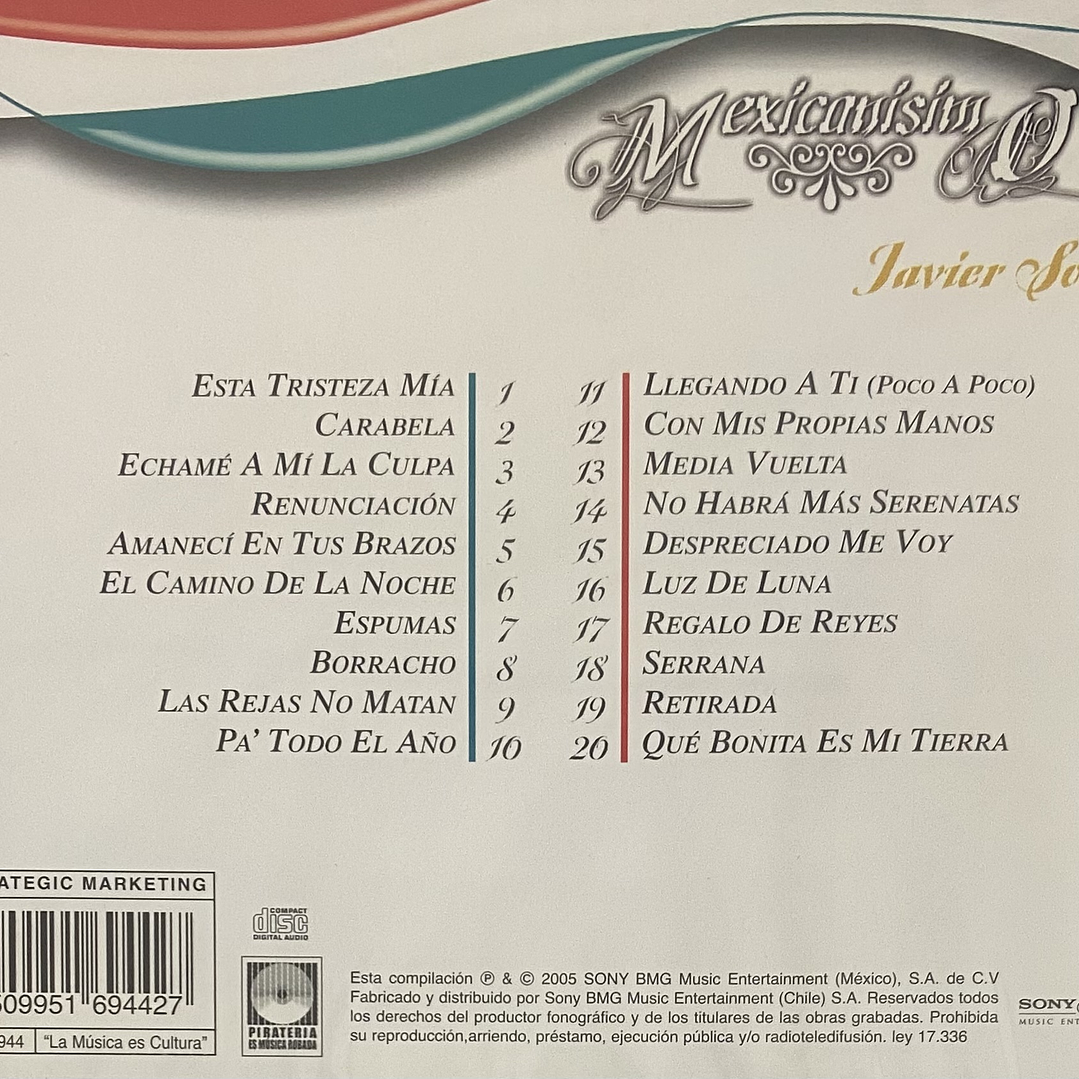 Mexicanísimo
Javier
ESTA TRISTEZA MÍA 1
CARABELA 2
ECHAMÉ A MÍ LA CULPA 3
RENUNCIACIÓN 4
AMANECÍ EN TUS BRAZOS 5
EL CAMINO DE LA NOCHE 6
ESPUMAS 7
BORRACHO 8
LAS REJAS NO MATAN 9
PA' TODO EL AÑO 10
11 LLEGANDO A TI (POCO A POCO)
12 CON MIS PROPIAS MANOS
13 MEDIA VUELTA
14 NO HABRÁ MÁS SERENATAS
15 DESPRECIADO ME VOY
16 LUZ DE LUNA
17 REGALO DE REYES
18 SERRANA
19 RETIRADA
20 QUÉ BONITA ES MI TIERRA
ATEGIC MARKETING
509951 694427
944 "La Música es Cultura"
COMPACT
disc
DIGITAL AUDIO
PIRATERIA
ES MUSICA ROBADA
Esta compilación ℗ & © 2005 SONY BMG Music Entertainment (México), S.A. de C.V
Fabricado y distribuido por Sony BMG Music Entertainment (Chile) S.A. Reservados todos
los derechos del productor fonográfico y de los titulares de las obras grabadas. Prohibida
su reproducción,arriendo, préstamo, ejecución pública y/o radioteledifusión. ley 17.336
SONY
MUSIC ENT